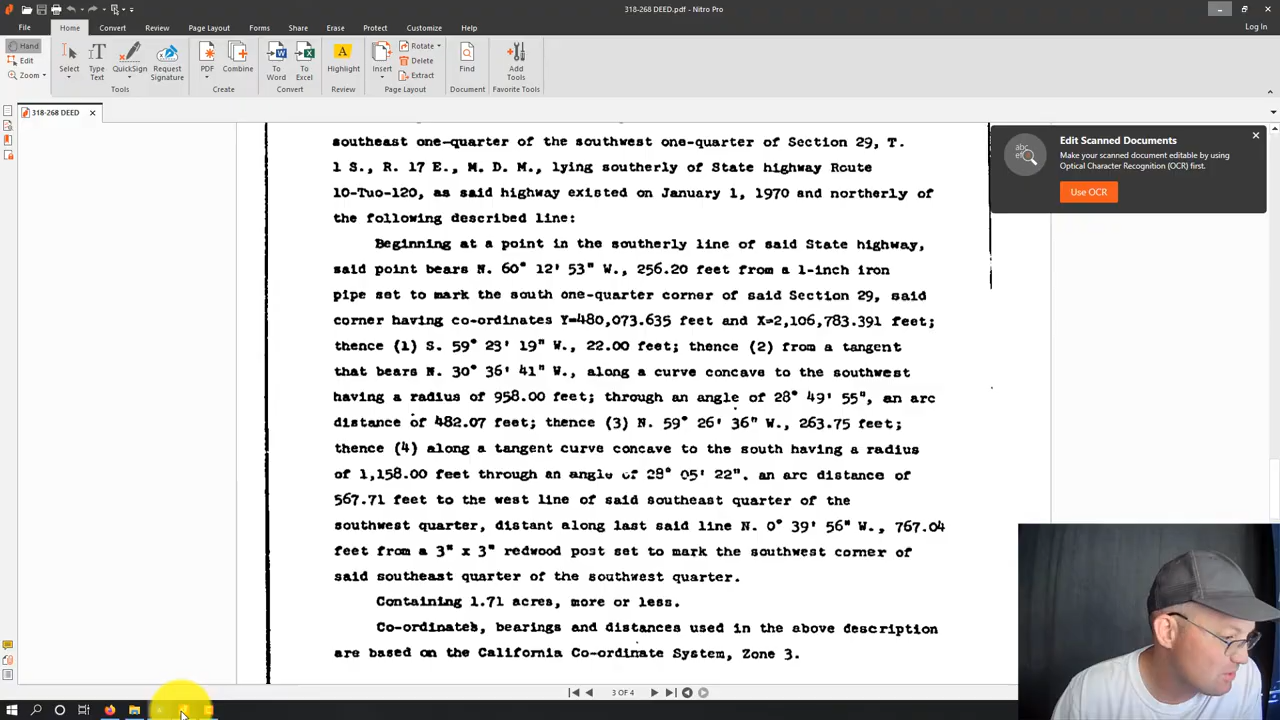 318-268 DEED.pdf - Nitro Pro
File Home Convert Review Page Layout Forms Share Erase Protect Customize Help Log In
Hand Edit Zoom Select Type Text QuickSign Request Signature PDF Combine To Word To Excel Highlight Insert Rotate Delete Extract Find Add Tools
Tools Create Convert Review Page Layout Document Favorite Tools
318-268 DEED
southeast one-quarter of the southwest one-quarter of Section 29, T.
1 S., R. 17 E., M. D. M., lying southerly of State highway Route
10-Tuo-120, as said highway existed on January 1, 1970 and northerly of
the following described line:
Beginning at a point in the southerly line of said State highway,
said point bears N. 60° 12' 53" W., 256.20 feet from a 1-inch iron
pipe set to mark the south one-quarter corner of said Section 29, said
corner having co-ordinates Y=480,073.635 feet and X=2,106,783.391 feet;
thence (1) S. 59° 23' 19" W., 22.00 feet; thence (2) from a tangent
that bears N. 30° 36' 41" W., along a curve concave to the southwest
having a radius of 958.00 feet; through an angle of 28° 49' 55", an arc
distance of 482.07 feet; thence (3) N. 59° 26' 36" W., 263.75 feet;
thence (4) along a tangent curve concave to the south having a radius
of 1,158.00 feet through an angle of 28° 05' 22". an arc distance of
567.71 feet to the west line of said southeast quarter of the
southwest quarter, distant along last said line N. 0° 39' 56" W., 767.04
feet from a 3" x 3" redwood post set to mark the southwest corner of
said southeast quarter of the southwest quarter.
Containing 1.71 acres, more or less.
Co-ordinates, bearings and distances used in the above description
are based on the California Co-ordinate System, Zone 3.
Edit Scanned Documents
Make your scanned document editable by using
Optical Character Recognition (OCR) first.
Use OCR
3 OF 4